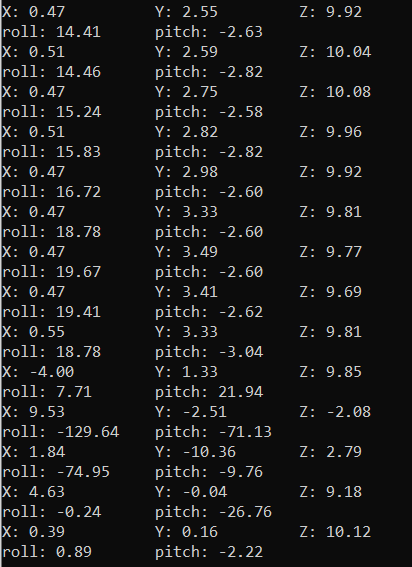 X: 0.47 Y: 2.55 Z: 9.92
roll: 14.41 pitch: -2.63
X: 0.51 Y: 2.59 Z: 10.04
roll: 14.46 pitch: -2.82
X: 0.47 Y: 2.75 Z: 10.08
roll: 15.24 pitch: -2.58
X: 0.51 Y: 2.82 Z: 9.96
roll: 15.83 pitch: -2.82
X: 0.47 Y: 2.98 Z: 9.92
roll: 16.72 pitch: -2.60
X: 0.47 Y: 3.33 Z: 9.81
roll: 18.78 pitch: -2.60
X: 0.47 Y: 3.49 Z: 9.77
roll: 19.67 pitch: -2.60
X: 0.47 Y: 3.41 Z: 9.69
roll: 19.41 pitch: -2.62
X: 0.55 Y: 3.33 Z: 9.81
roll: 18.78 pitch: -3.04
X: -4.00 Y: 1.33 Z: 9.85
roll: 7.71 pitch: 21.94
X: 9.53 Y: -2.51 Z: -2.08
roll: -129.64 pitch: -71.13
X: 1.84 Y: -10.36 Z: 2.79
roll: -74.95 pitch: -9.76
X: 4.63 Y: -0.04 Z: 9.18
roll: -0.24 pitch: -26.76
X: 0.39 Y: 0.16 Z: 10.12
roll: 0.89 pitch: -2.22